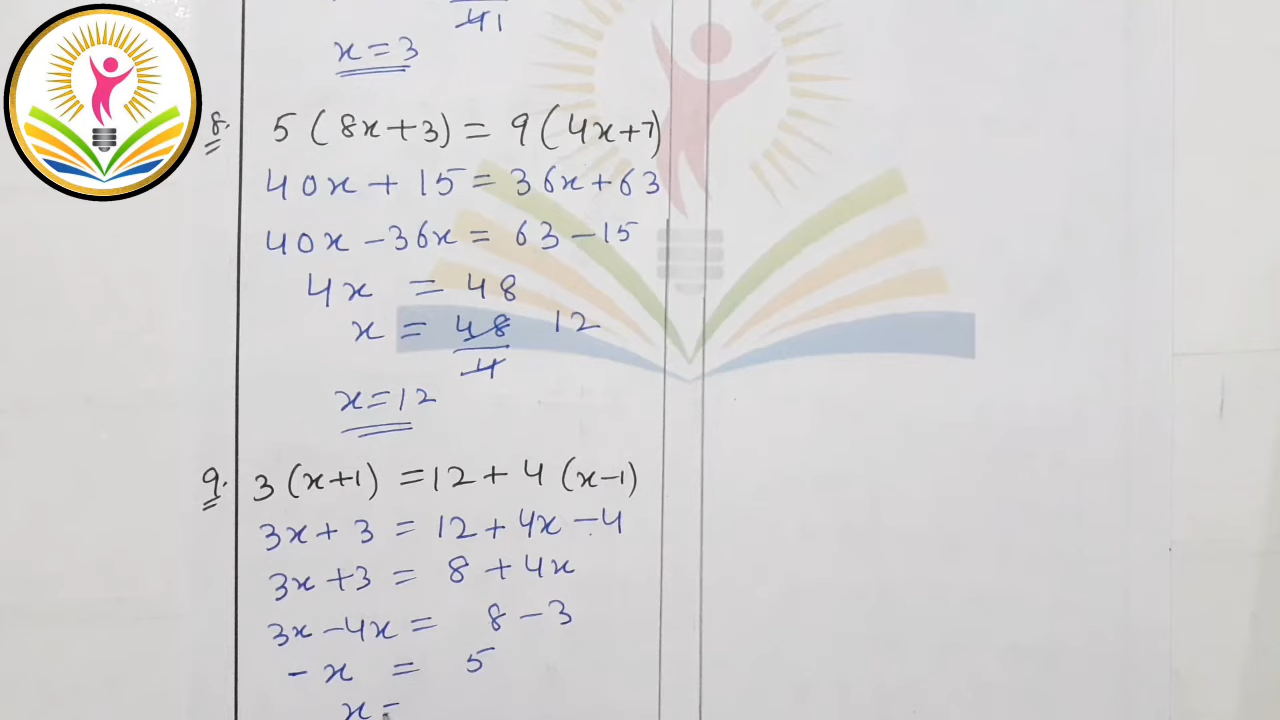 41
x = 3
8. 5 (8x+3) = 9 (4x+7)
40x + 15 = 36x + 63
40x - 36x = 63 - 15
4x = 48
x = 48 12
4
x = 12
9. 3 (x+1) = 12 + 4 (x-1)
3x + 3 = 12 + 4x - 4
3x + 3 = 8 + 4x
3x - 4x = 8 - 3
- x = 5
x =